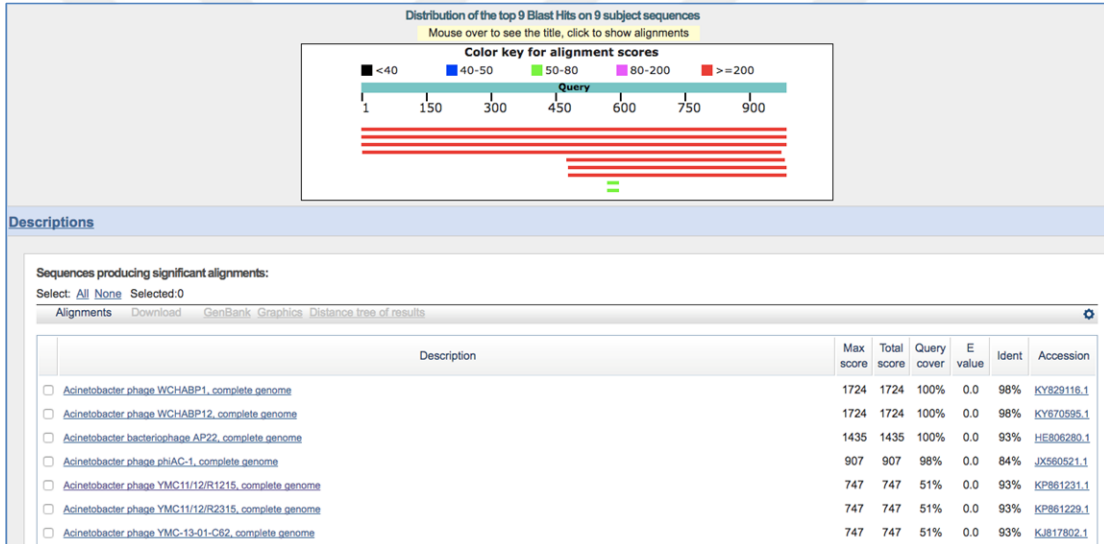 Distribution of the top 9 Blast Hits on 9 subject sequences
Mouse over to see the title, click to show alignments
Color key for alignment scores
<40 40-50 50-80 80-200 >=200
Query
1 150 300 450 600 750 900
Descriptions
Sequences producing significant alignments:
Select: All None Selected:0
Alignments Download GenBank Graphics Distance tree of results
Description Max score Total score Query cover E value Ident Accession
Acinetobacter phage WCHABP1, complete genome 1724 1724 100% 0.0 98% KY829116.1
Acinetobacter phage WCHABP12, complete genome 1724 1724 100% 0.0 98% KY670595.1
Acinetobacter bacteriophage AP22, complete genome 1435 1435 100% 0.0 93% HE806280.1
Acinetobacter phage phiAC-1, complete genome 907 907 98% 0.0 84% JX560521.1
Acinetobacter phage YMC11/12/R1215, complete genome 747 747 51% 0.0 93% KP861231.1
Acinetobacter phage YMC11/12/R2315, complete genome 747 747 51% 0.0 93% KP861229.1
Acinetobacter phage YMC-13-01-C62, complete genome 747 747 51% 0.0 93% KJ817802.1